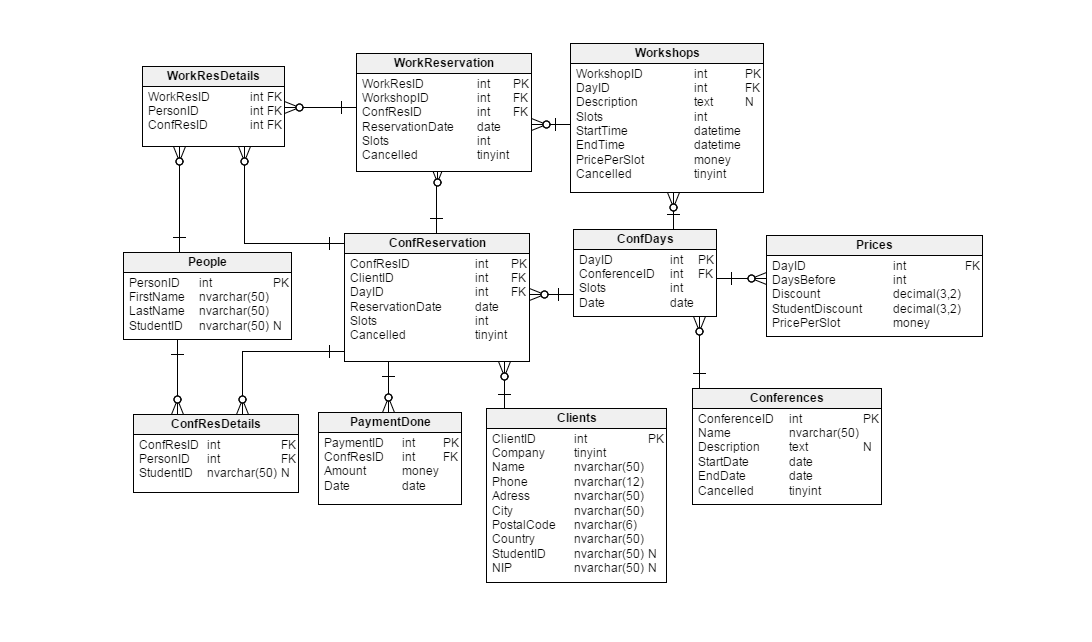 WorkResDetails
WorkResID int FK
PersonID int FK
ConfResID int FK
WorkReservation
WorkResID int PK
WorkshopID int FK
ConfResID int FK
ReservationDate date
Slots int
Cancelled tinyint
Workshops
WorkshopID int PK
DayID int FK
Description text N
Slots int
StartTime datetime
EndTime datetime
PricePerSlot money
Cancelled tinyint
People
PersonID int PK
FirstName nvarchar(50)
LastName nvarchar(50)
StudentID nvarchar(50) N
ConfReservation
ConfResID int PK
ClientID int FK
DayID int FK
ReservationDate date
Slots int
Cancelled tinyint
ConfDays
DayID int PK
ConferenceID int FK
Slots int
Date date
Prices
DayID int FK
DaysBefore int
Discount decimal(3,2)
StudentDiscount decimal(3,2)
PricePerSlot money
ConfResDetails
ConfResID int FK
PersonID int FK
StudentID nvarchar(50) N
PaymentDone
PaymentID int PK
ConfResID int FK
Amount money
Date date
Clients
ClientID int PK
Company tinyint
Name nvarchar(50)
Phone nvarchar(12)
Adress nvarchar(50)
City nvarchar(50)
PostalCode nvarchar(6)
Country nvarchar(50)
StudentID nvarchar(50) N
NIP nvarchar(50) N
Conferences
ConferenceID int PK
Name nvarchar(50)
Description text N
StartDate date
EndDate date
Cancelled tinyint